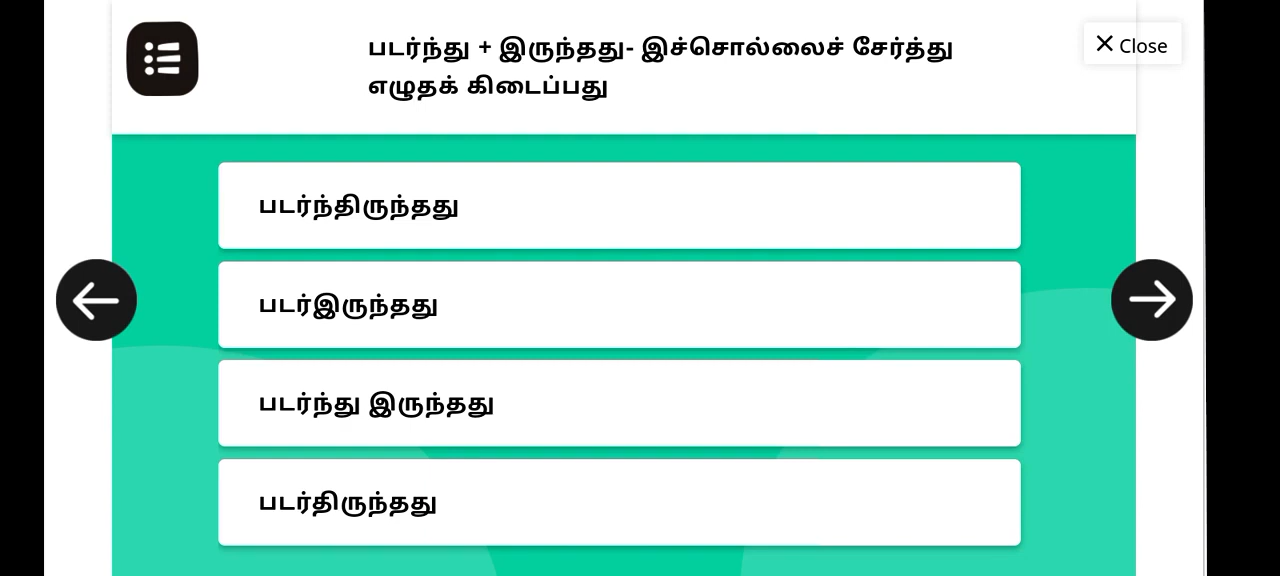 படர்ந்து + இருந்தது- இச்சொல்லைச் சேர்த்து
எழுதக் கிடைப்பது
Close
படர்ந்திருந்தது
படர்இருந்தது
படர்ந்து இருந்தது
படர்திருந்தது